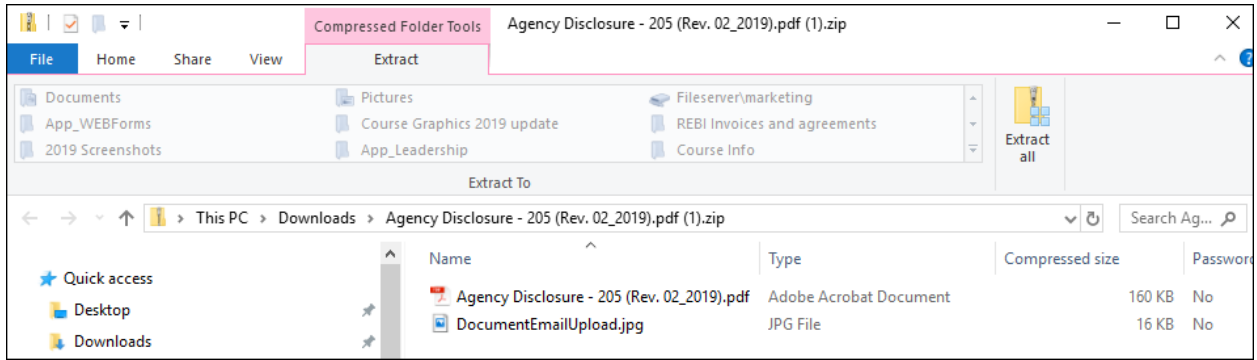 Compressed Folder Tools Agency Disclosure - 205 (Rev. 02_2019).pdf (1).zip
File Home Share View Extract
Documents Pictures Fileserver\marketing
App_WEBForms Course Graphics 2019 update REBI Invoices and agreements
2019 Screenshots App_Leadership Course Info
Extract all
Extract To
This PC > Downloads > Agency Disclosure - 205 (Rev. 02_2019).pdf (1).zip Search Ag...
Name Type Compressed size Password
Quick access
Agency Disclosure - 205 (Rev. 02_2019).pdf Adobe Acrobat Document 160 KB No
Desktop
DocumentEmailUpload.jpg JPG File 16 KB No
Downloads